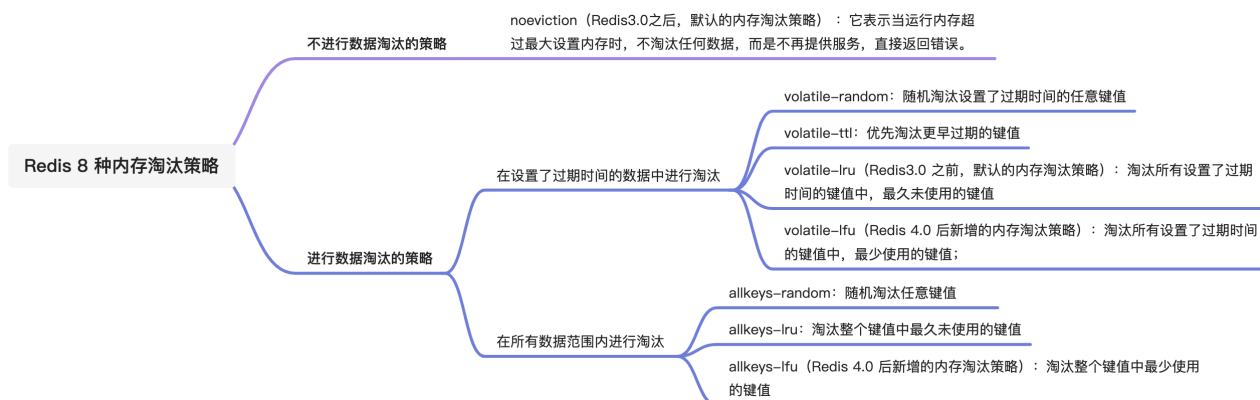 noeviction（Redis3.0之后，默认的内存淘汰策略）：它表示当运行内存超
过最大设置内存时，不淘汰任何数据，而是不再提供服务，直接返回错误。
不进行数据淘汰的策略
volatile-random：随机淘汰设置了过期时间的任意键值
volatile-ttl：优先淘汰更早过期的键值
Redis 8 种内存淘汰策略
在设置了过期时间的数据中进行淘汰
volatile-lru（Redis3.0 之前，默认的内存淘汰策略）：淘汰所有设置了过期
时间的键值中，最久未使用的键值
volatile-lfu（Redis 4.0 后新增的内存淘汰策略）：淘汰所有设置了过期时间
的键值中，最少使用的键值；
进行数据淘汰的策略
allkeys-random：随机淘汰任意键值
allkeys-lru：淘汰整个键值中最久未使用的键值
在所有数据范围内进行淘汰
allkeys-lfu（Redis 4.0 后新增的内存淘汰策略）：淘汰整个键值中最少使用
的键值